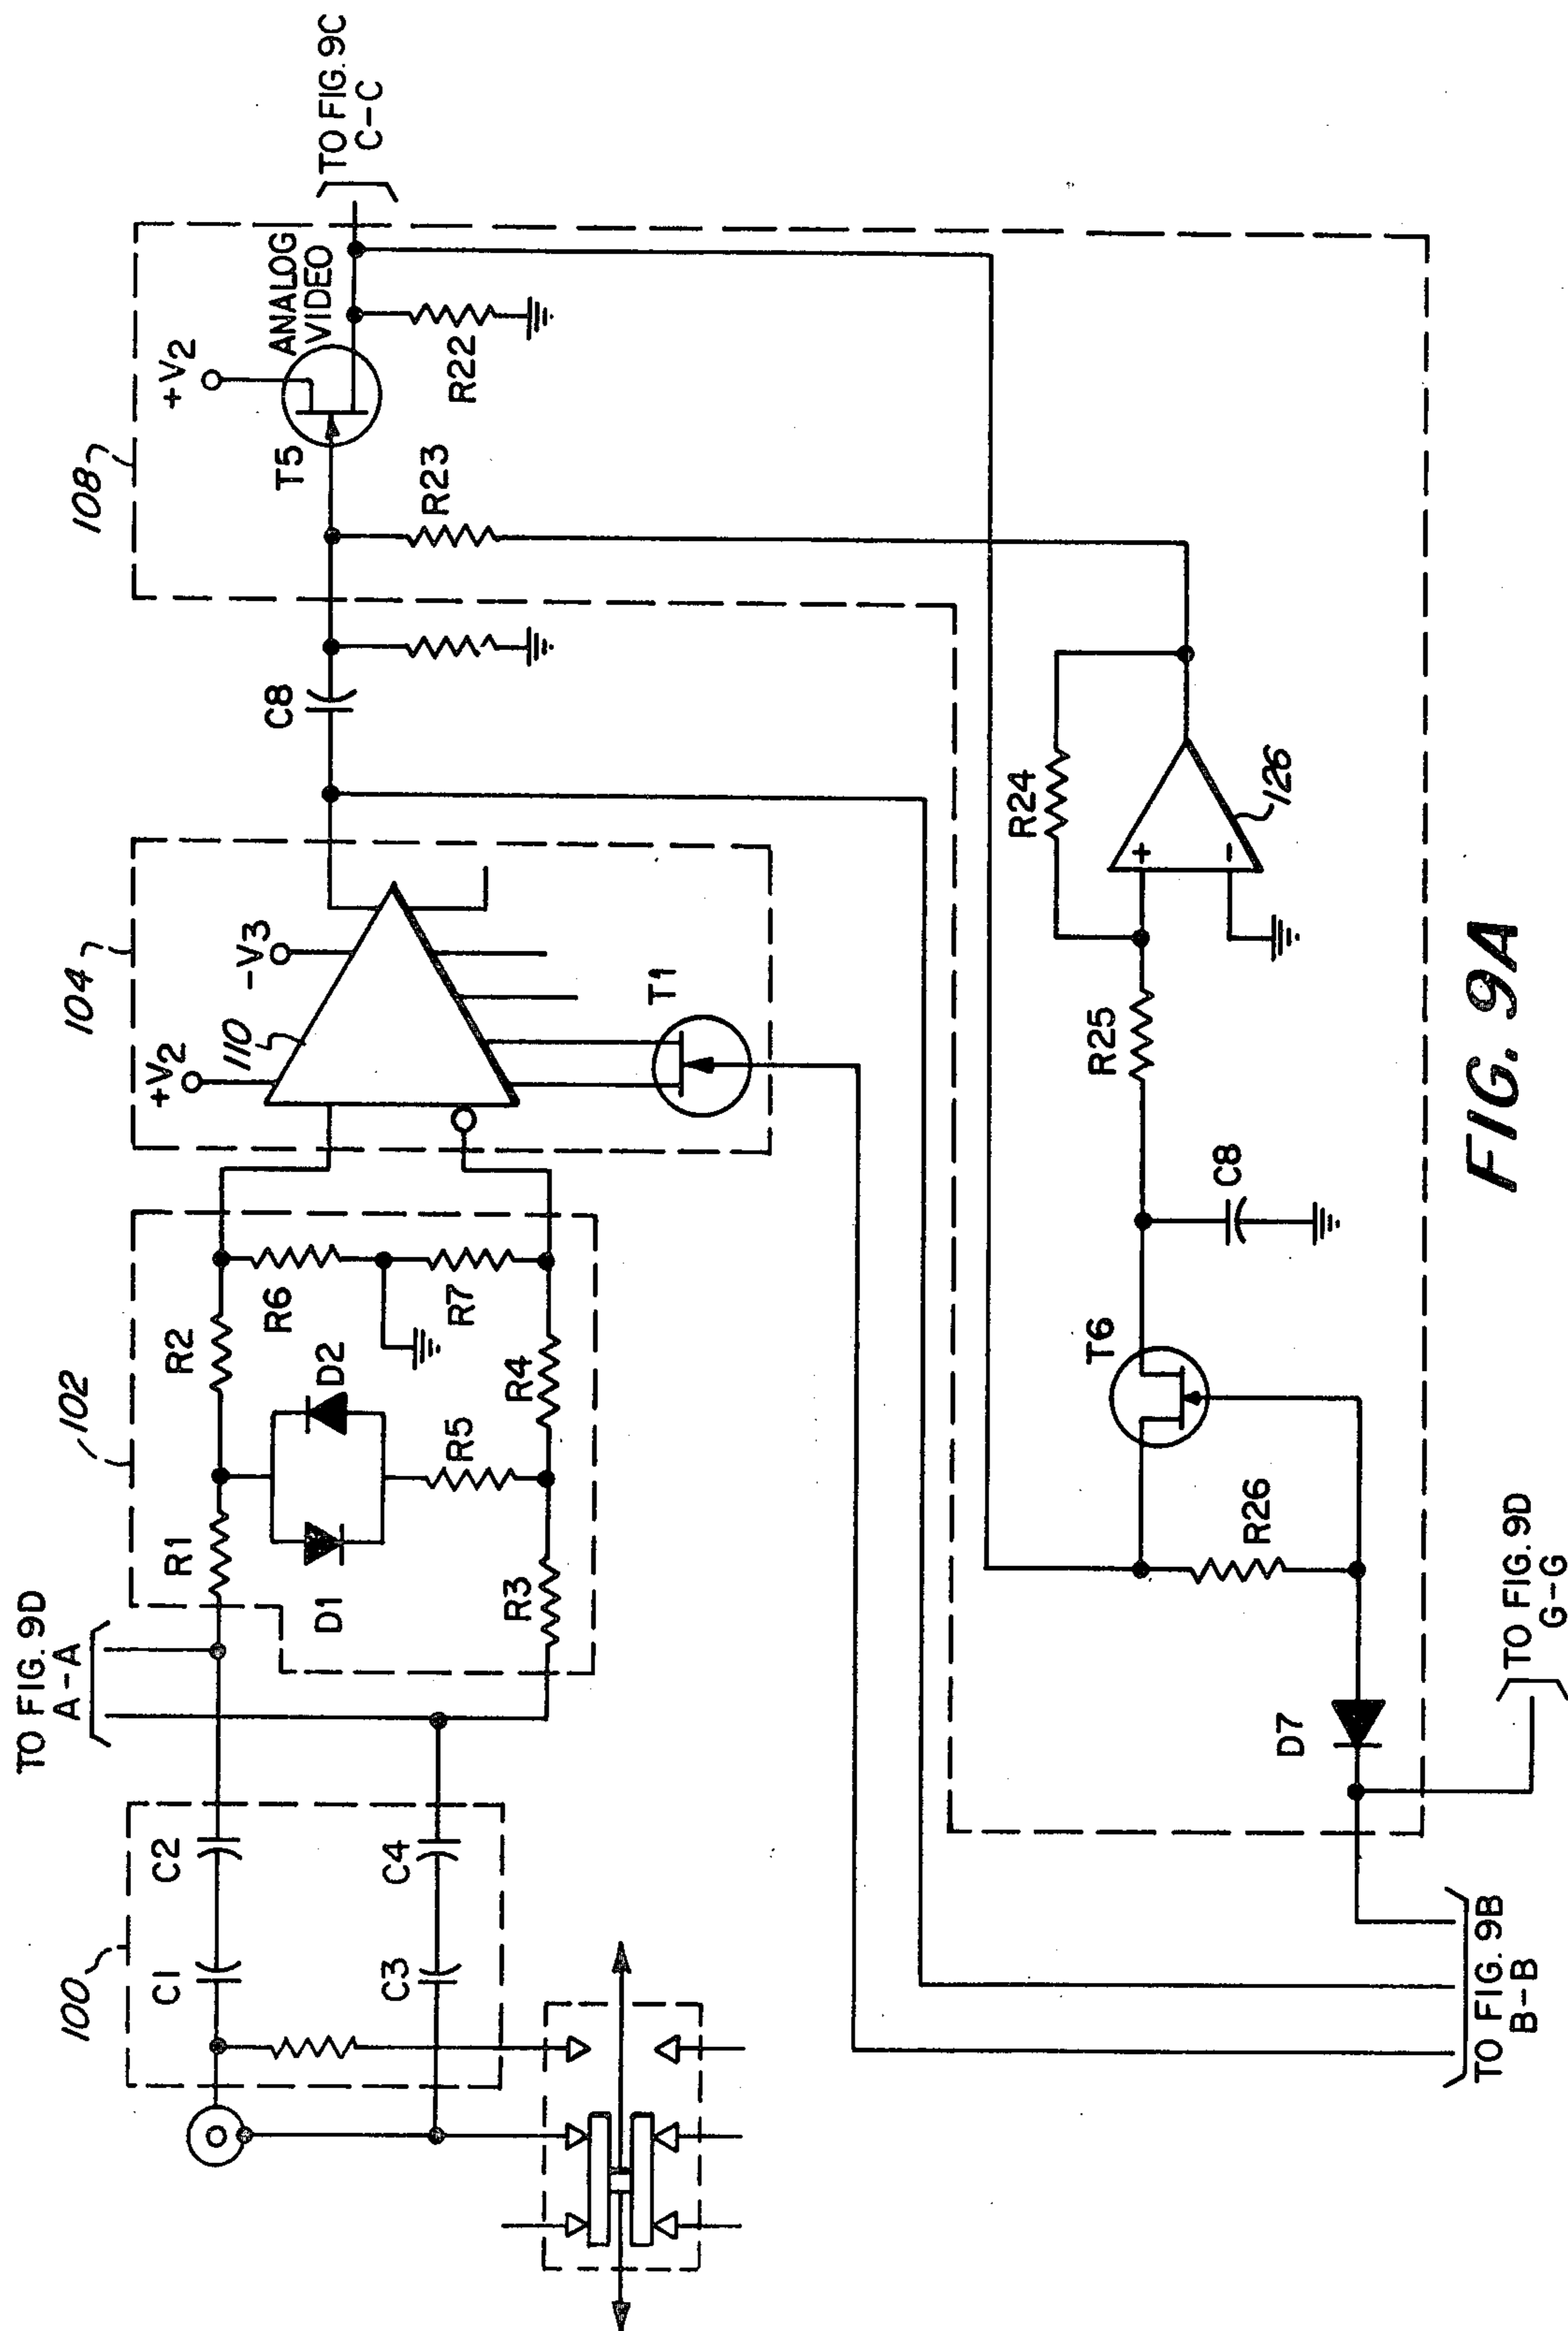 TO FIG. 9D
A-A
100
C1
C2
C3
C4
102
R1
R2
D1
D2
R5
R3
R4
R6
R7
104
+V2
-V3
110
T1
C8
108
+V2
T5
ANALOG
VIDEO
R22
R23
TO FIG. 9C
C-C
R24
R25
+
-
126
C8
T6
R26
D7
TO FIG. 9D
G-G
TO FIG. 9B
B-B
FIG. 9A